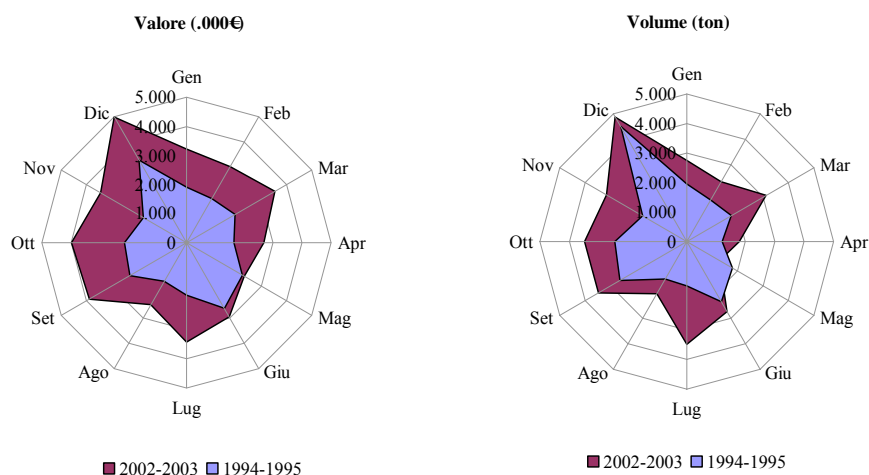 Valore (.000€)
Gen
Feb
Mar
Apr
Mag
Giu
Lug
Ago
Set
Ott
Nov
Dic
5.000
4.000
3.000
2.000
1.000
0
2002-2003 1994-1995
Volume (ton)
Gen
Feb
Mar
Apr
Mag
Giu
Lug
Ago
Set
Ott
Nov
Dic
5.000
4.000
3.000
2.000
1.000
0
2002-2003 1994-1995